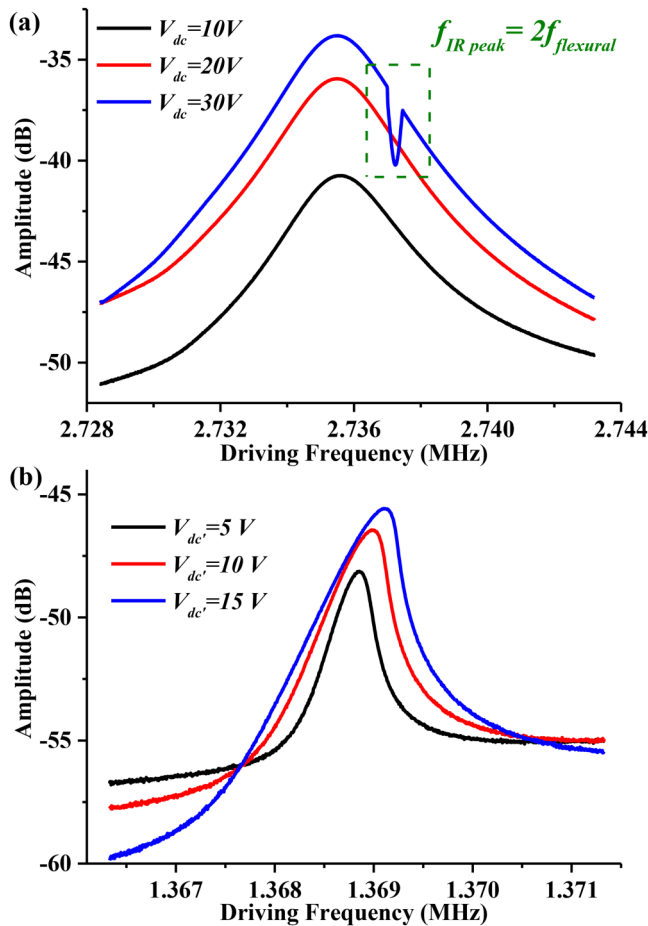 (a)
V_dc=10V
V_dc=20V
V_dc=30V
f_IR peak = 2f_flexural
Amplitude (dB)
-35
-40
-45
-50
2.728 2.732 2.736 2.740 2.744
Driving Frequency (MHz)
(b)
V_dc'=5 V
V_dc'=10 V
V_dc'=15 V
Amplitude (dB)
-45
-50
-55
-60
1.367 1.368 1.369 1.370 1.371
Driving Frequency (MHz)